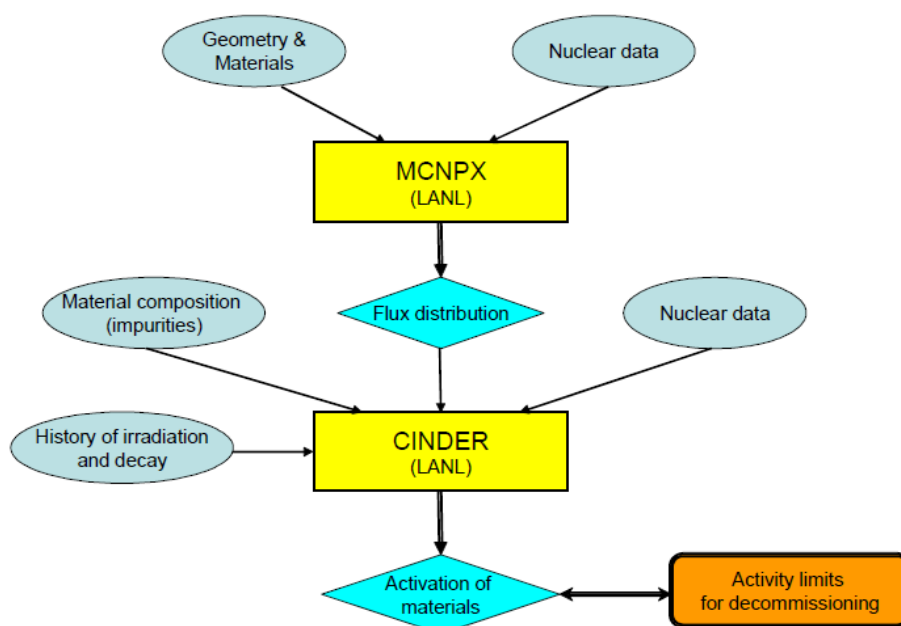 Geometry &
Materials
Nuclear data
MCNPX
(LANL)
Flux distribution
Material composition
(impurities)
Nuclear data
History of irradiation
and decay
CINDER
(LANL)
Activation of
materials
Activity limits
for decommissioning